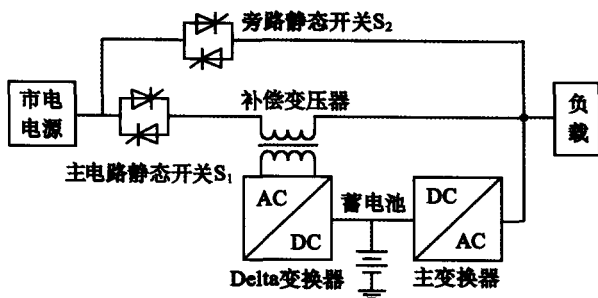 旁路静态开关S₂
市电
电源
补偿变压器
负
载
主电路静态开关S₁
AC
DC
蓄电池
DC
AC
Delta变换器
主变换器